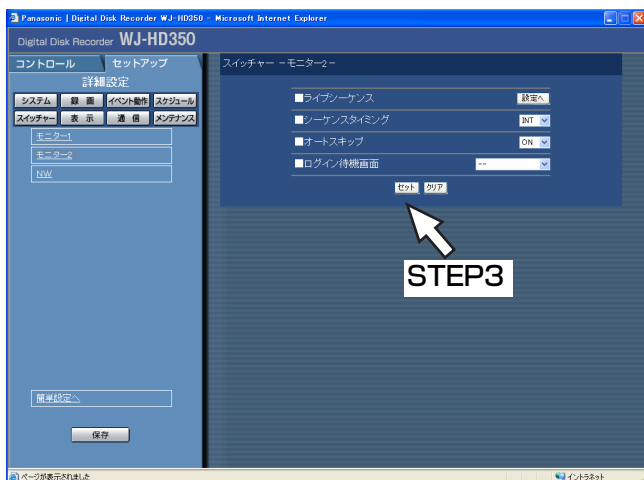 Panasonic | Digital Disk Recorder WJ-HD350 - Microsoft Internet Explorer
Digital Disk Recorder WJ-HD350
コントロール セットアップ
詳細設定
システム 録 画 イベント動作 スケジュール
スイッチャー 表 示 通 信 メンテナンス
モニター1
モニター2
NW
簡単設定へ
保存
スイッチャー －モニター2－
■ライブシーケンス 設定へ
■シーケンスタイミング INT
■オートスキップ ON
■ログイン待機画面 --
セット クリア
STEP3
ページが表示されました イントラネット